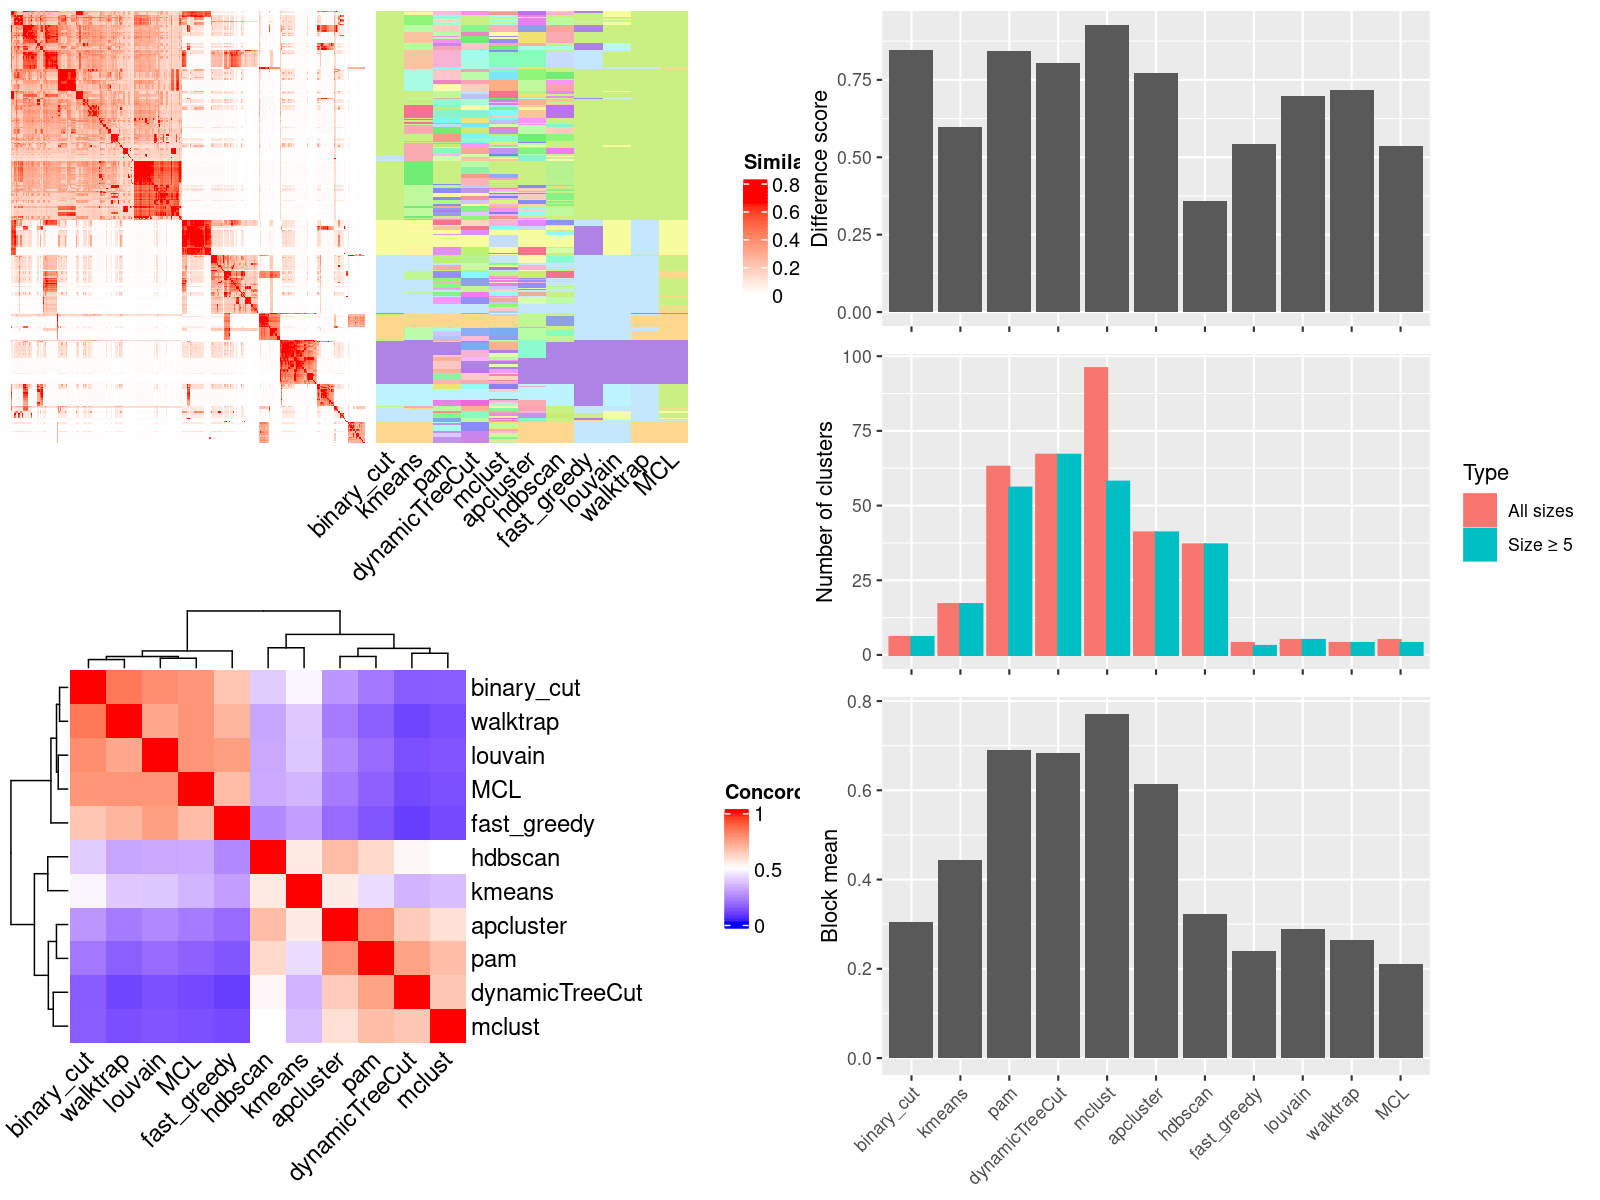 Simila
0.8
0.6
0.4
0.2
0
binary_cut
kmeans
pam
dynamicTreeCut
mclust
apcluster
hdbscan
fast_greedy
louvain
walktrap
MCL
Difference score
0.75
0.50
0.25
0.00
Number of clusters
100
75
50
25
0
Type
All sizes
Size ≥ 5
binary_cut
walktrap
louvain
MCL
fast_greedy
hdbscan
kmeans
apcluster
pam
dynamicTreeCut
mclust
binary_cut
walktrap
louvain
MCL
fast_greedy
hdbscan
kmeans
apcluster
pam
dynamicTreeCut
mclust
Concord
1
0.5
0
Block mean
0.8
0.6
0.4
0.2
0.0
binary_cut
kmeans
pam
dynamicTreeCut
mclust
apcluster
hdbscan
fast_greedy
louvain
walktrap
MCL